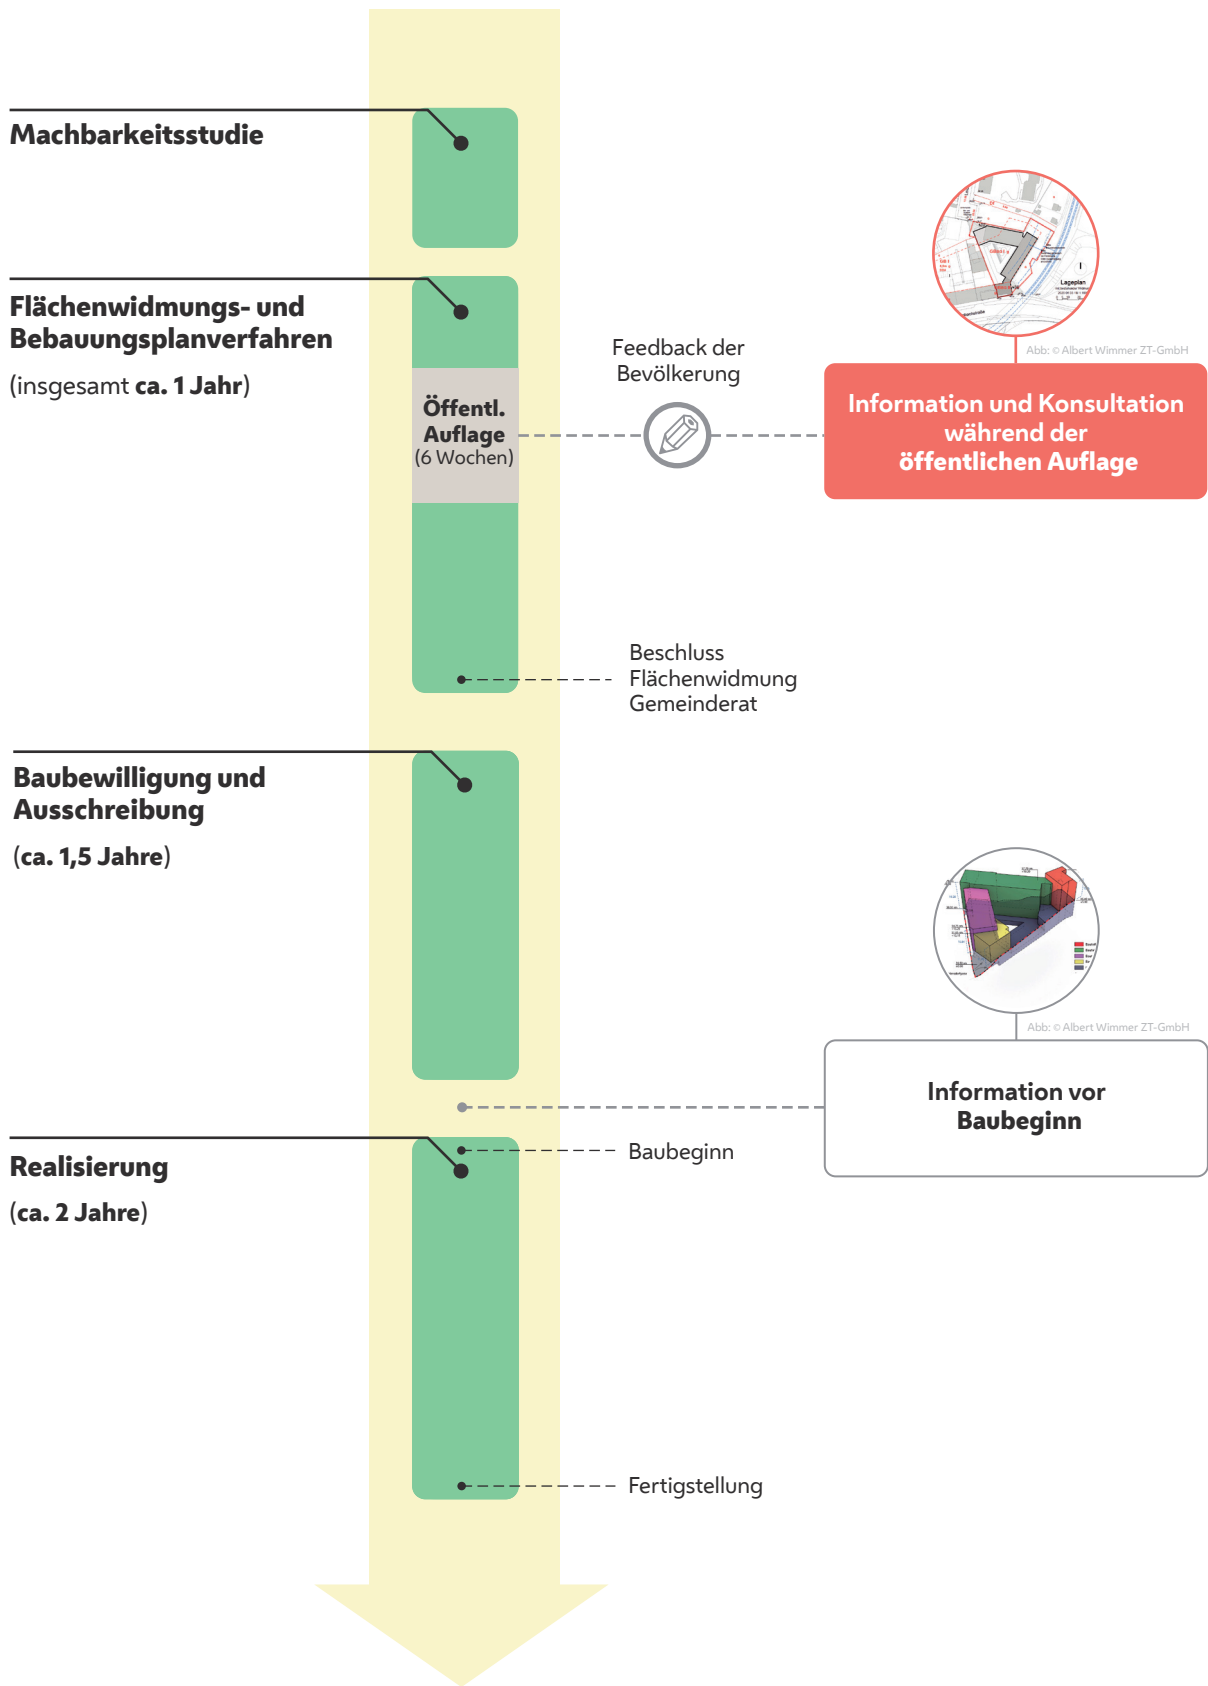 Machbarkeitsstudie
Flächenwidmungs- und
Bebauungsplanverfahren
(insgesamt ca. 1 Jahr)
Öffentl.
Auflage
(6 Wochen)
Feedback der
Bevölkerung
Lageplan
Abb: © Albert Wimmer ZT-GmbH
Information und Konsultation
während der
öffentlichen Auflage
Beschluss
Flächenwidmung
Gemeinderat
Baubewilligung und
Ausschreibung
(ca. 1,5 Jahre)
Abb: © Albert Wimmer ZT-GmbH
Information vor
Baubeginn
Realisierung
(ca. 2 Jahre)
Baubeginn
Fertigstellung